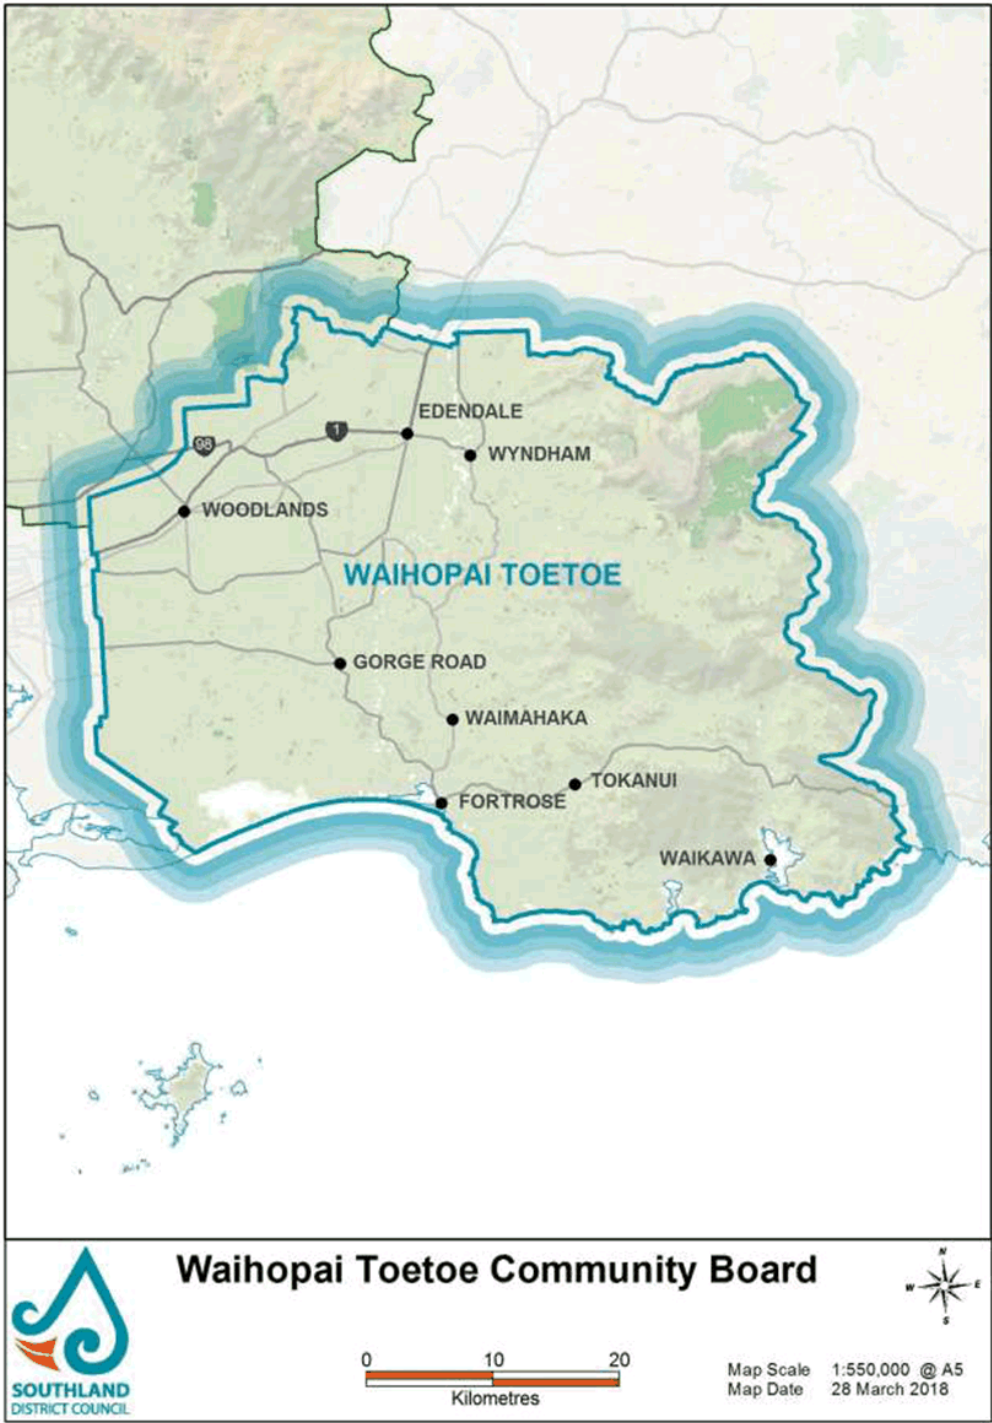 EDENDALE
1
98
WYNDHAM
WOODLANDS
WAIHOPAI TOETOE
GORGE ROAD
WAIMAHAKA
TOKANUI
FORTROSE
WAIKAWA
Waihopai Toetoe Community Board
N
W E
S
0 10 20
Kilometres
Map Scale 1:550,000 @ A5
Map Date 28 March 2018
SOUTHLAND
DISTRICT COUNCIL